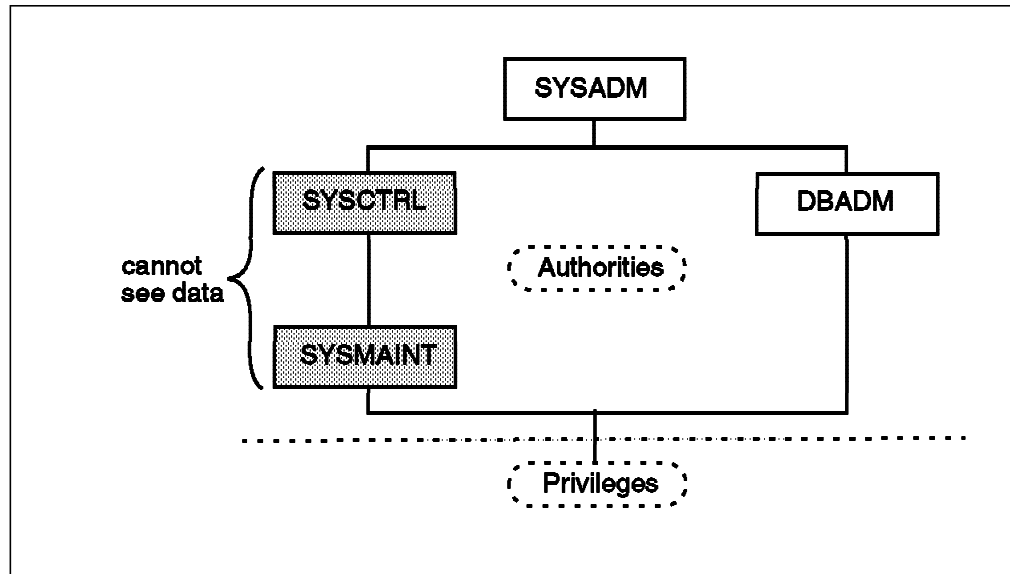 SYSADM
SYSCTRL
DBADM
cannot
see data
Authorities
SYSMAINT
Privileges